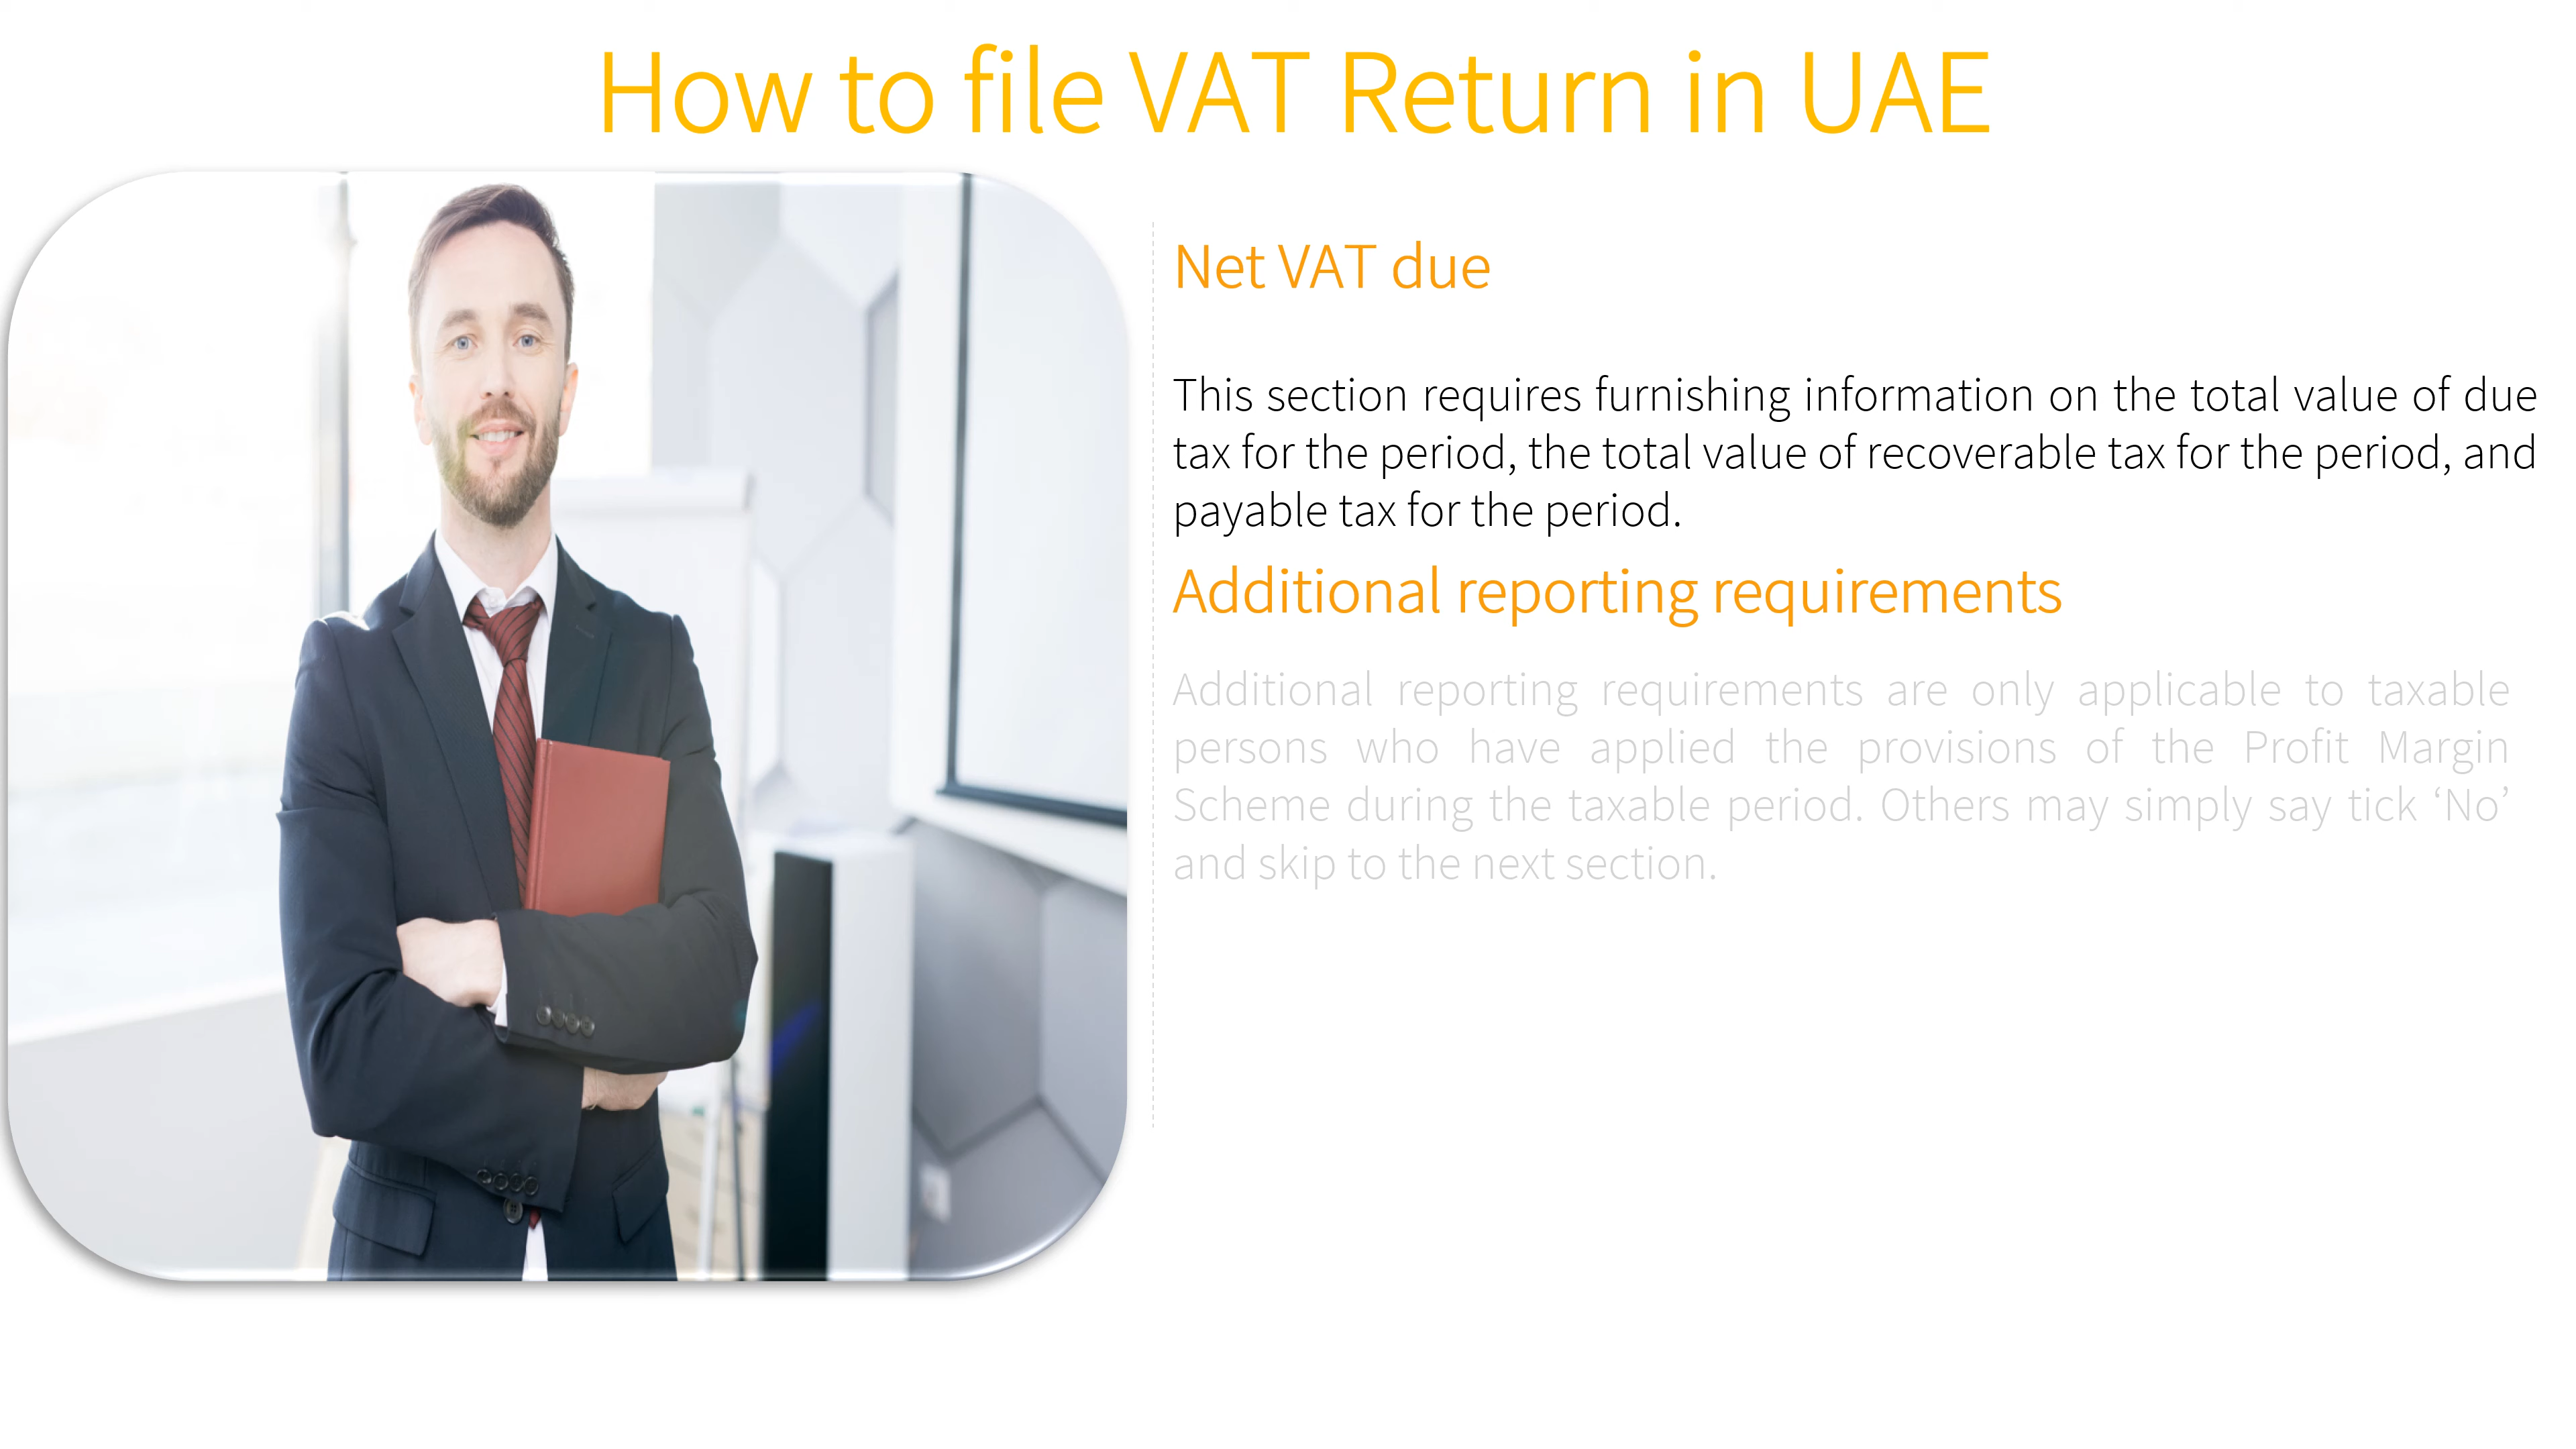 How to file VAT Return in UAE
Net VAT due
This section requires furnishing information on the total value of due
tax for the period, the total value of recoverable tax for the period, and
payable tax for the period.
Additional reporting requirements
Additional reporting requirements are only applicable to taxable
persons who have applied the provisions of the Profit Margin
Scheme during the taxable period. Others may simply say tick ‘No’
and skip to the next section.